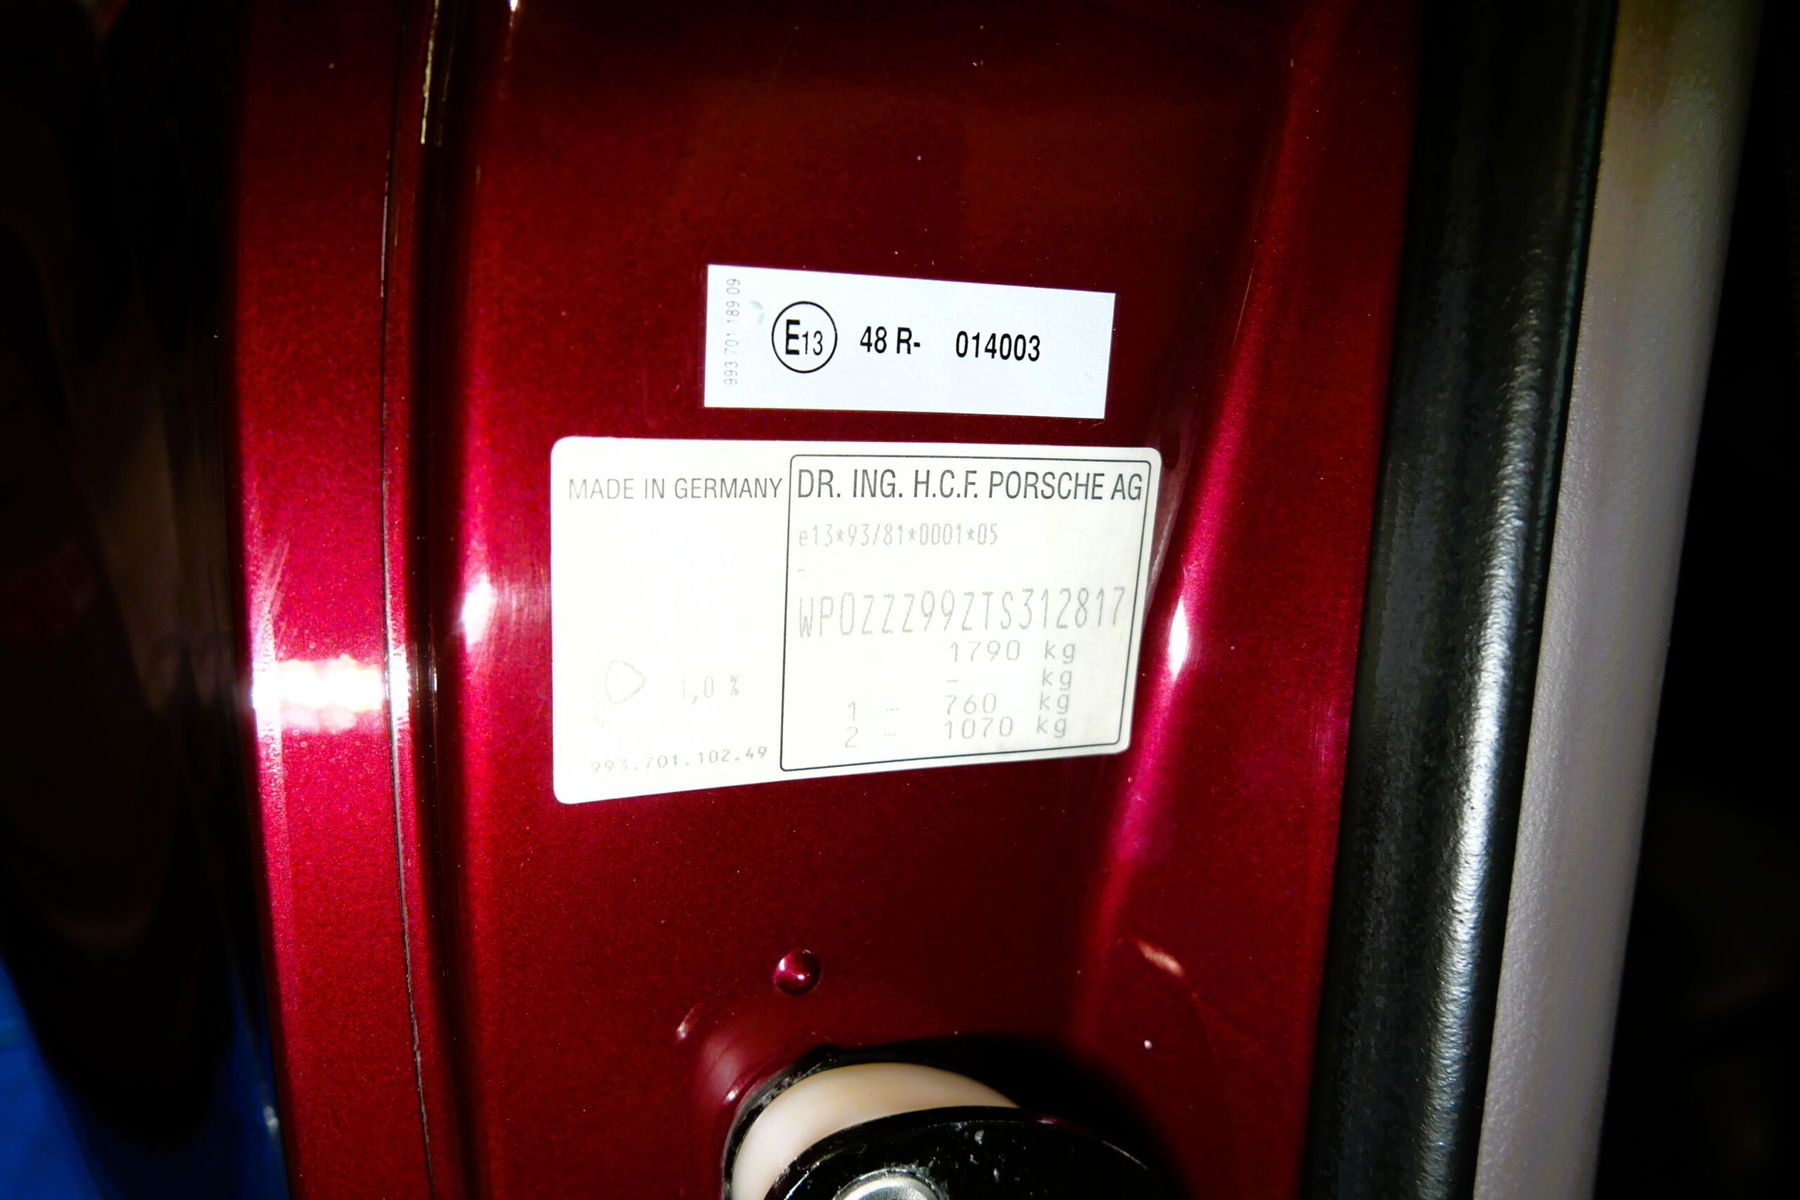 993 701 189 09
E13 48 R- 014003
MADE IN GERMANY
DR. ING. H.C.F. PORSCHE AG
e13*93/81*0001*05
-
WP0ZZZ99ZTS312817
1790 kg
- kg
1 - 760 kg
2 - 1070 kg
1,0 %
993.701.102.49